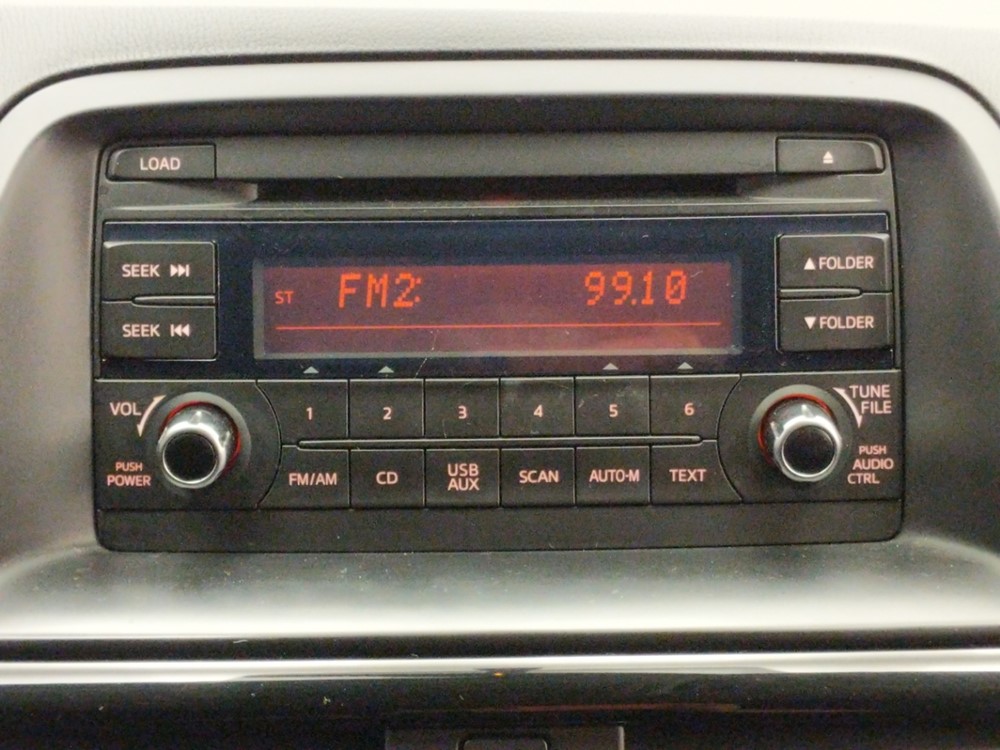 LOAD
SEEK
SEEK
ST FM2: 99.10
▲FOLDER
▼FOLDER
VOL
PUSH
POWER
1 2 3 4 5 6
FM/AM CD USB AUX SCAN AUTO-M TEXT
TUNE
FILE
PUSH
AUDIO
CTRL